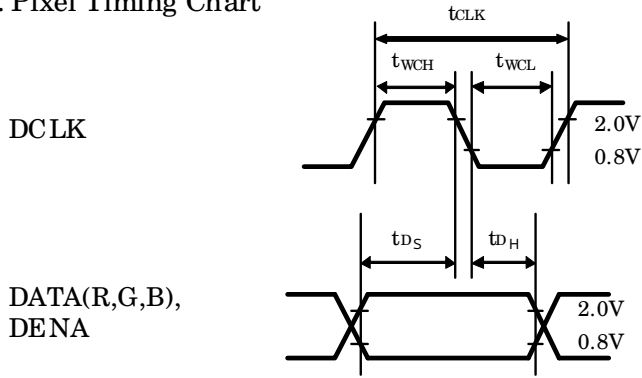 . Pixel Timing Chart
tCLK
tWCH
tWCL
DCLK
2.0V
0.8V
tDS
tDH
DATA(R,G,B),
DENA
2.0V
0.8V